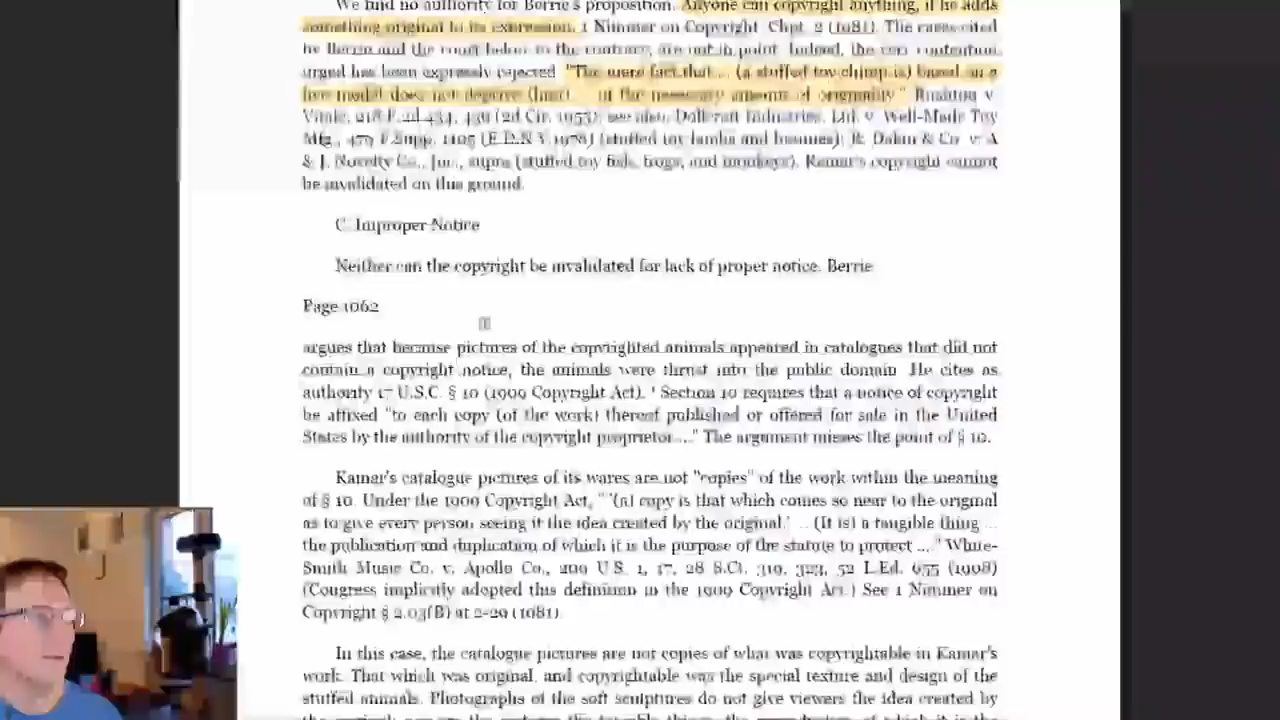 We find no authority for Berrie's proposition. Anyone can copyright anything, if he adds
something original to its expression. 1 Nimmer on Copyright, Chpt. 2 (1981). The cases cited
by Berrie and the court below to the contrary, are not in point. Indeed, the very contention
urged has been expressly rejected. "The mere fact that ... (a stuffed toy chimp is) based on a
live model does not deprive (him) ... of the necessary amount of originality." Rushton v.
Vitale, 218 F.2d 434, (2d Cir. 1955); see also, Dollcraft Industries, Ltd. v. Well-Made Toy
Mfg., 479 F.Supp. 1105 (E.D.N.Y.1978) (stuffed toy lambs and bunnies); R. Dakin & Co. v. A
& J. Novelty Co., Inc., supra (stuffed toy fish, frogs, and monkeys). Kamar's copyright cannot
be invalidated on this ground.
C. Improper Notice
Neither can the copyright be invalidated for lack of proper notice. Berrie
Page 1062
argues that because pictures of the copyrighted animals appeared in catalogues that did not
contain a copyright notice, the animals were thrust into the public domain. He cites as
authority 17 U.S.C. § 10 (1909 Copyright Act). Section 10 requires that a notice of copyright
be affixed "to each copy (of the work) thereof published or offered for sale in the United
States by the authority of the copyright proprietor...." The argument misses the point of § 10.
Kamar's catalogue pictures of its wares are not "copies" of the work within the meaning
of § 10. Under the 1909 Copyright Act, " '(a) copy is that which comes so near to the original
as to give every person seeing it the idea created by the original.' ... (It is) a tangible thing ...
the publication and duplication of which it is the purpose of the statute to protect ...." White-
Smith Music Co. v. Apollo Co., 209 U.S. 1, 17, 28 S.Ct. 319, 323, 52 L.Ed. 655 (1908)
(Congress implicitly adopted this definition in the 1909 Copyright Act.) See 1 Nimmer on
Copyright § 2.03(B) at 2-29 (1981).
In this case, the catalogue pictures are not copies of what was copyrightable in Kamar's
work. That which was original, and copyrightable was the special texture and design of the
stuffed animals. Photographs of the soft sculptures do not give viewers the idea created by